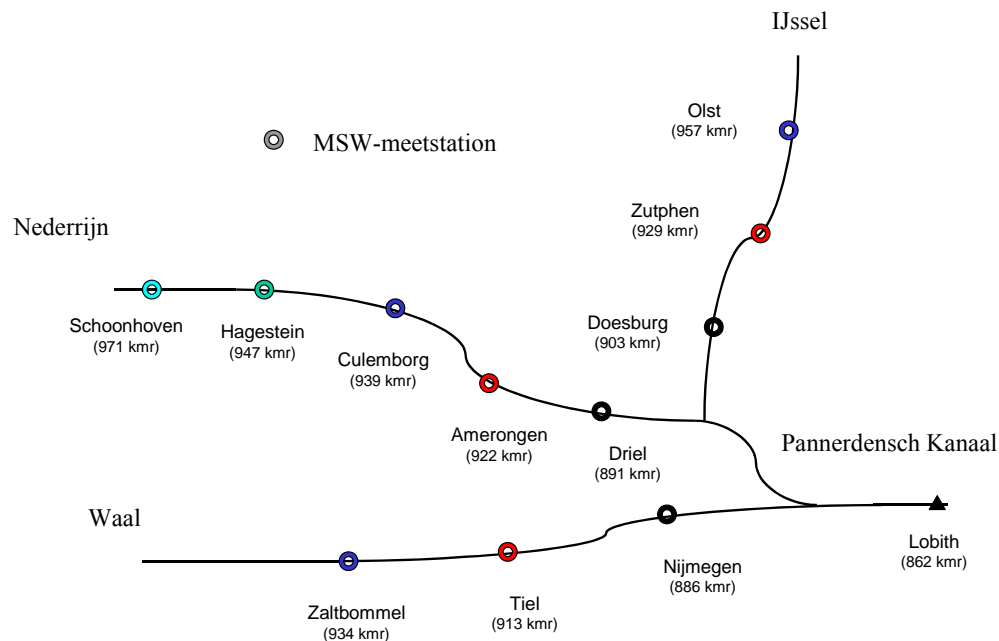 IJssel
Olst
(957 kmr)
MSW-meetstation
Zutphen
(929 kmr)
Nederrijn
Doesburg
(903 kmr)
Schoonhoven
(971 kmr)
Hagestein
(947 kmr)
Culemborg
(939 kmr)
Amerongen
(922 kmr)
Driel
(891 kmr)
Pannerdensch Kanaal
Waal
Lobith
(862 kmr)
Nijmegen
(886 kmr)
Tiel
(913 kmr)
Zaltbommel
(934 kmr)